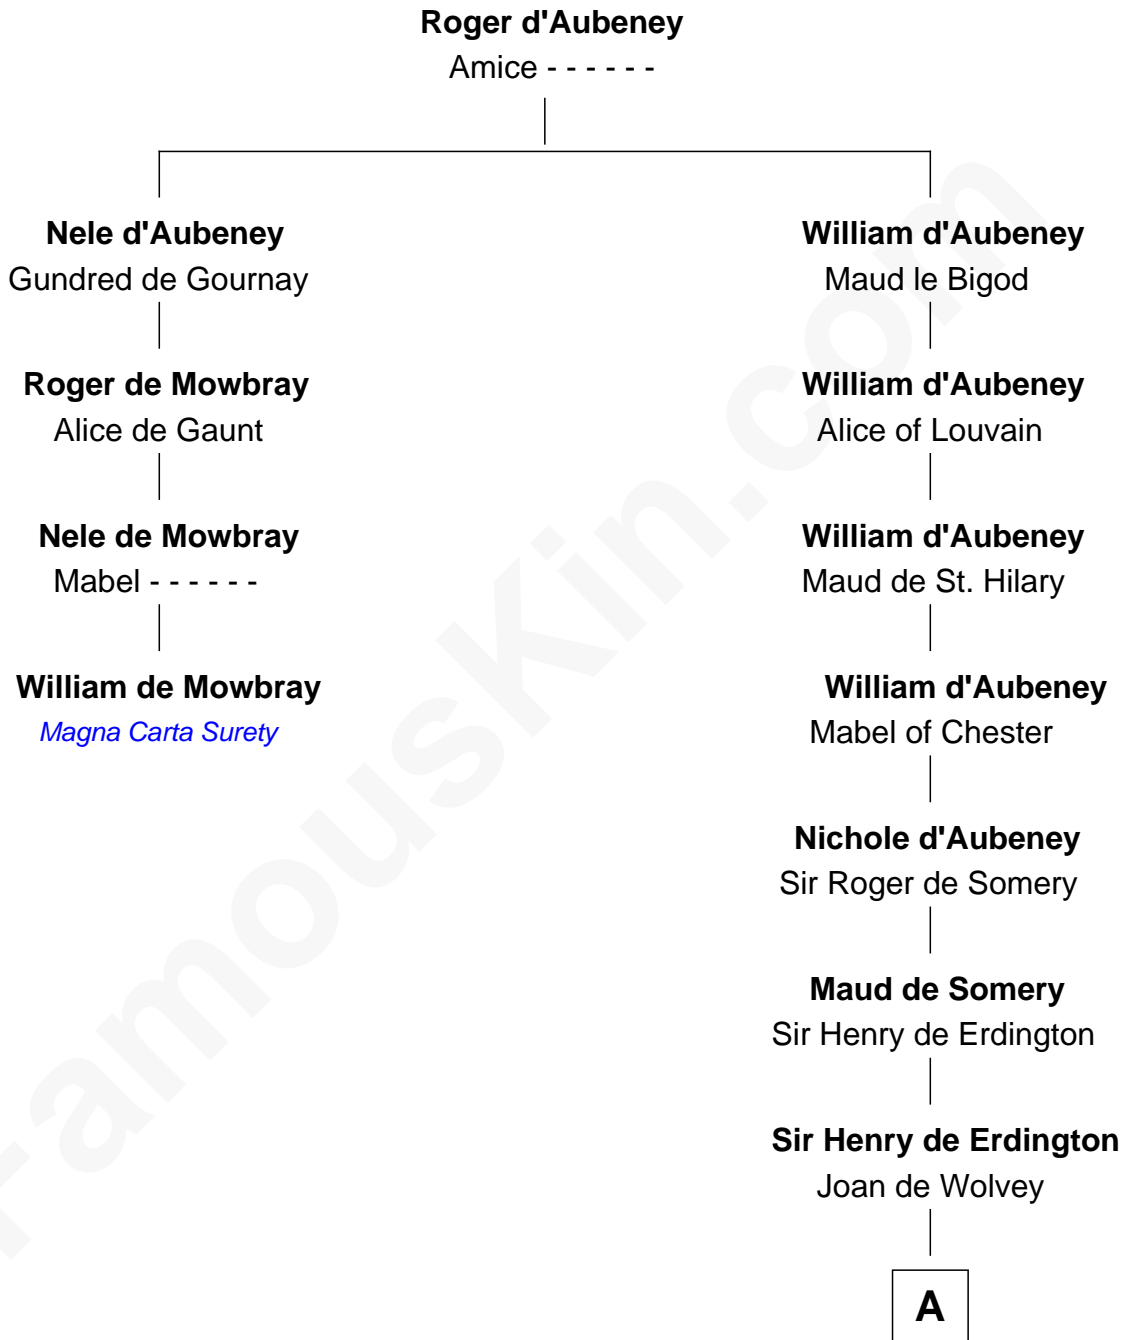 Roger d'Aubeney
Amice - - - - - -
Nele d'Aubeney
Gundred de Gournay
Roger de Mowbray
Alice de Gaunt
Nele de Mowbray
Mabel - - - - - -
William de Mowbray
Magna Carta Surety
William d'Aubeney
Maud le Bigod
William d'Aubeney
Alice of Louvain
William d'Aubeney
Maud de St. Hilary
William d'Aubeney
Mabel of Chester
Nichole d'Aubeney
Sir Roger de Somery
Maud de Somery
Sir Henry de Erdington
Sir Henry de Erdington
Joan de Wolvey
A
FamousKin.com